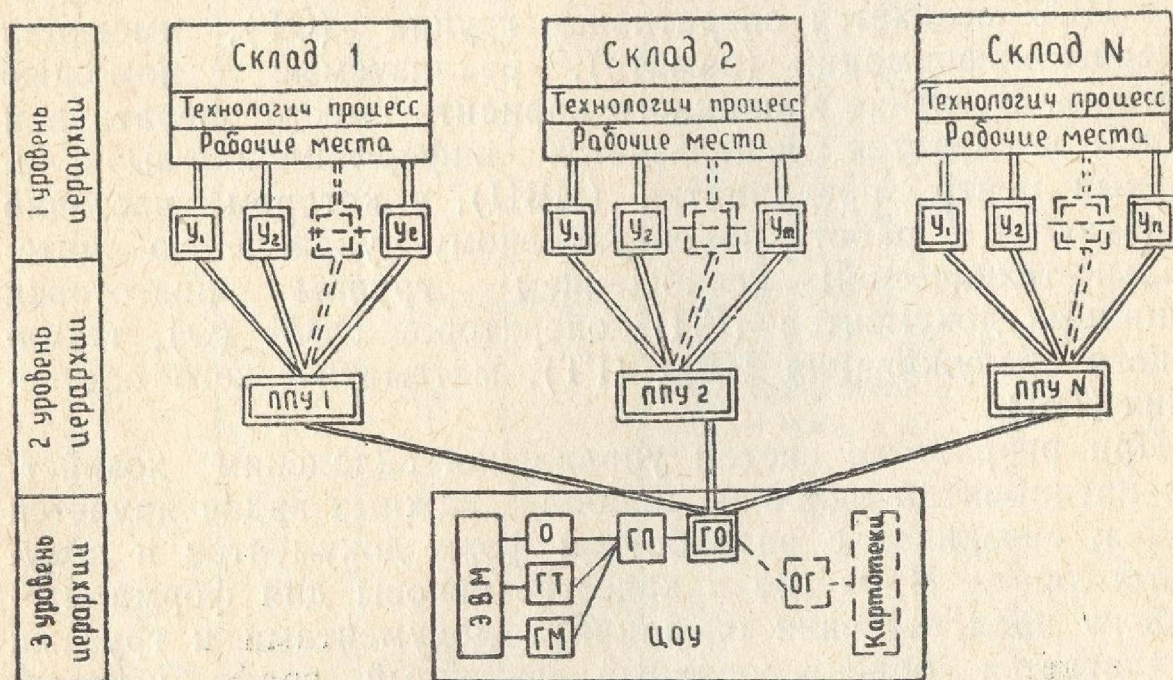 1 уровень
иерархии
2 уровень
иерархии
3 уровень
иерархии
Склад 1
Технологич процесс
Рабочие места
У₁ У₂ Уℓ
Склад 2
Технологич процесс
Рабочие места
У₁ У₂ Уm
Склад N
Технологич процесс
Рабочие места
У₁ У₂ Уn
ППУ 1
ППУ 2
ППУ N
ЭВМ
О
ГТ
ГМ
ГП
ГО
ОГ
Картотеки
ЦОУ